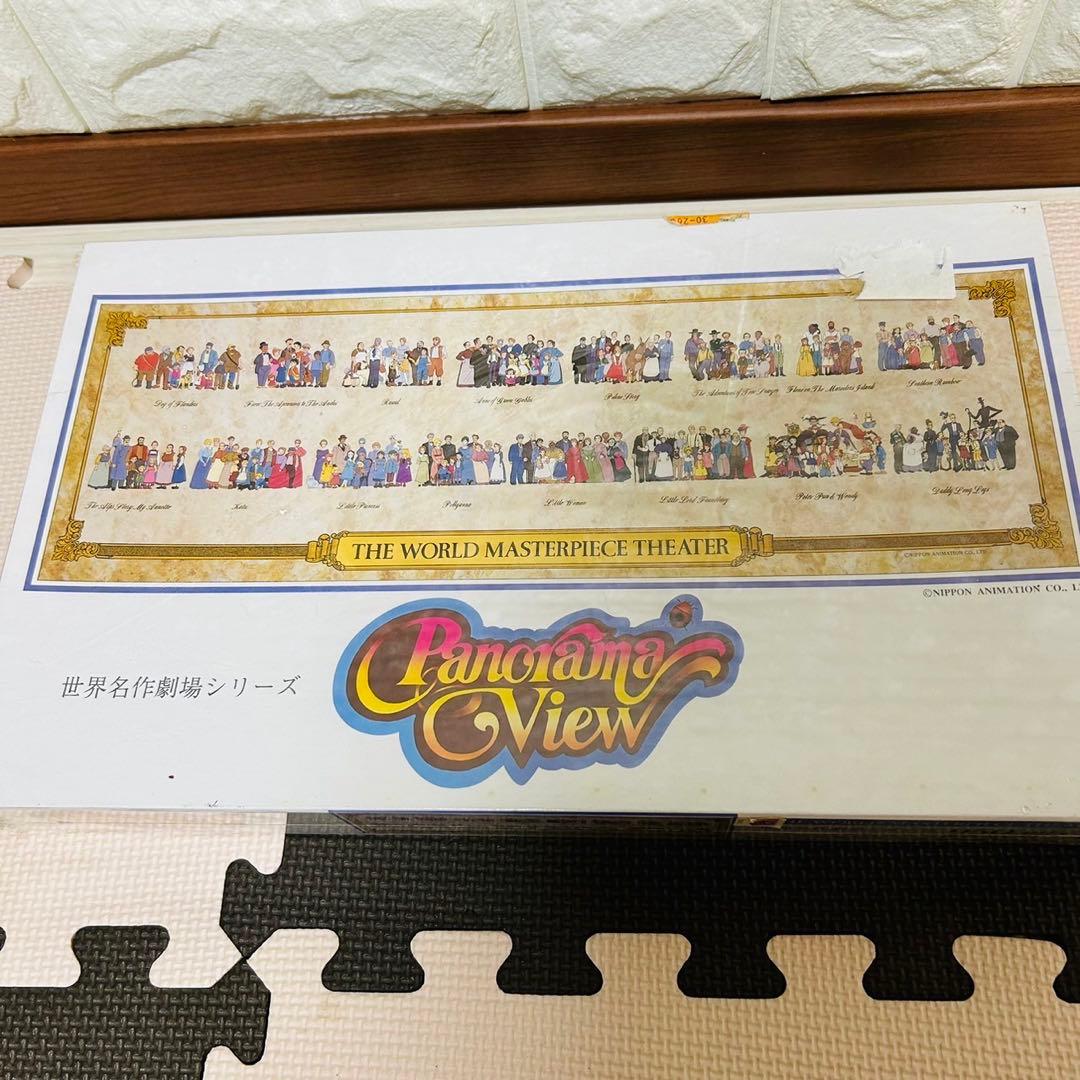 30-26
Dog of Flanders
From The Apennines to The Andes
Rascal
Anne of Green Gables
Perine Story
The Adventures of Tom Sawyer
Flone on The Marvelous Island
Southern Rainbow
The Alps Story: My Annette
Katri
Little Princess
Pollyanna
Little Women
Little Lord Fauntleroy
Peter Pan & Wendy
Daddy Long Legs
THE WORLD MASTERPIECE THEATER
©NIPPON ANIMATION CO., LTD.
©NIPPON ANIMATION CO., L
世界名作劇場シリーズ
Panorama
View